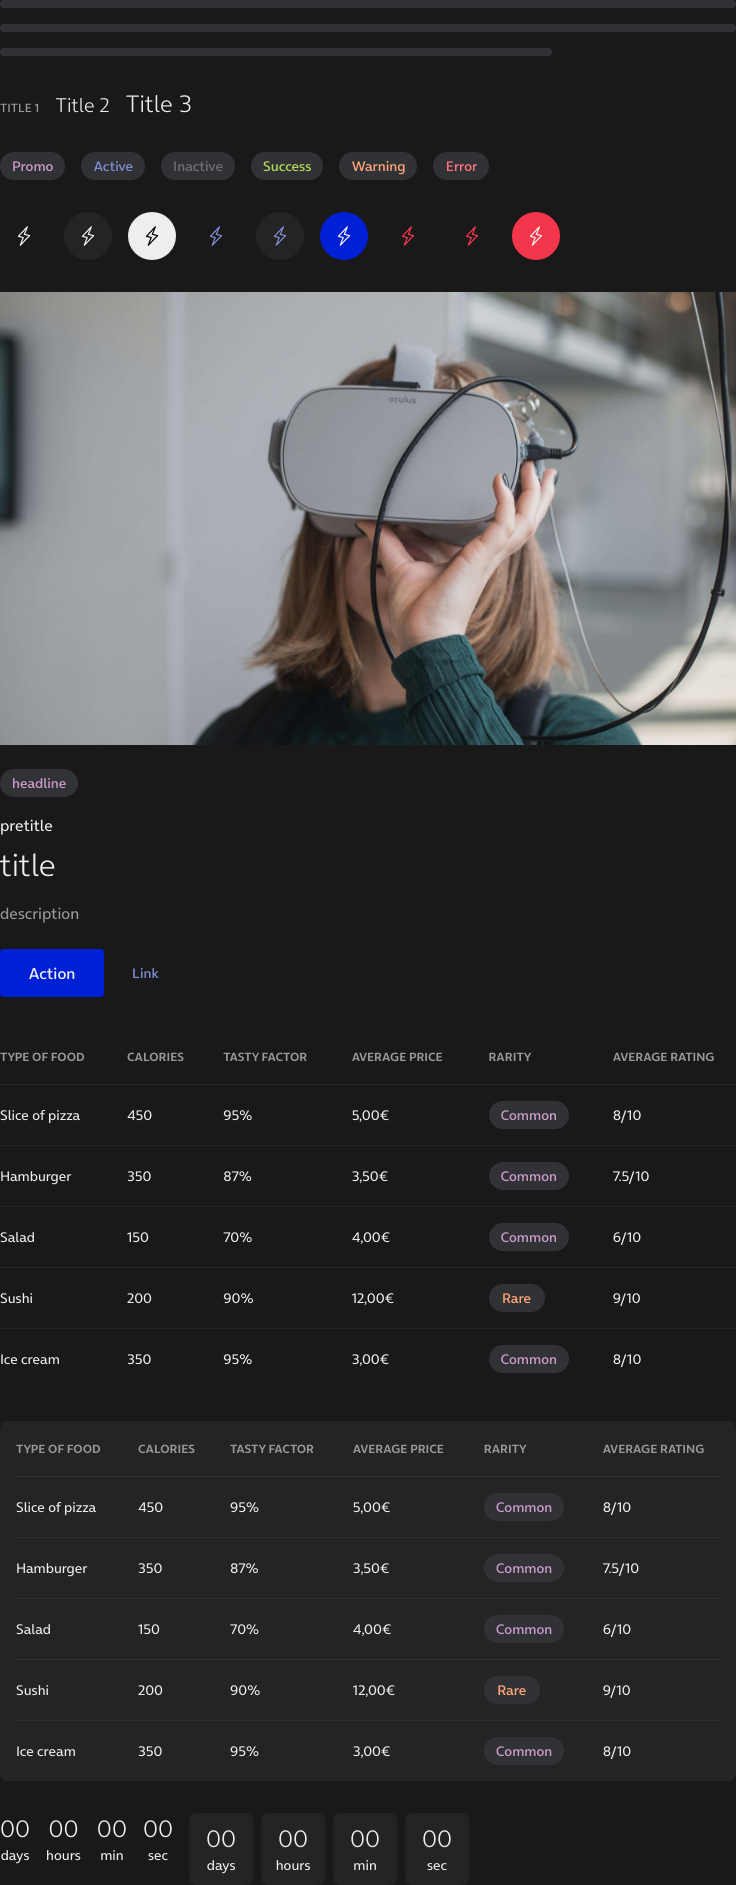 TITLE 1 Title 2 Title 3
Promo Active Inactive Success Warning Error
oculus
headline
pretitle
title
description
Action Link
TYPE OF FOOD CALORIES TASTY FACTOR AVERAGE PRICE RARITY AVERAGE RATING
Slice of pizza 450 95% 5,00€ Common 8/10
Hamburger 350 87% 3,50€ Common 7.5/10
Salad 150 70% 4,00€ Common 6/10
Sushi 200 90% 12,00€ Rare 9/10
Ice cream 350 95% 3,00€ Common 8/10
TYPE OF FOOD CALORIES TASTY FACTOR AVERAGE PRICE RARITY AVERAGE RATING
Slice of pizza 450 95% 5,00€ Common 8/10
Hamburger 350 87% 3,50€ Common 7.5/10
Salad 150 70% 4,00€ Common 6/10
Sushi 200 90% 12,00€ Rare 9/10
Ice cream 350 95% 3,00€ Common 8/10
00 00 00 00 00 00 00 00
days hours min sec days hours min sec